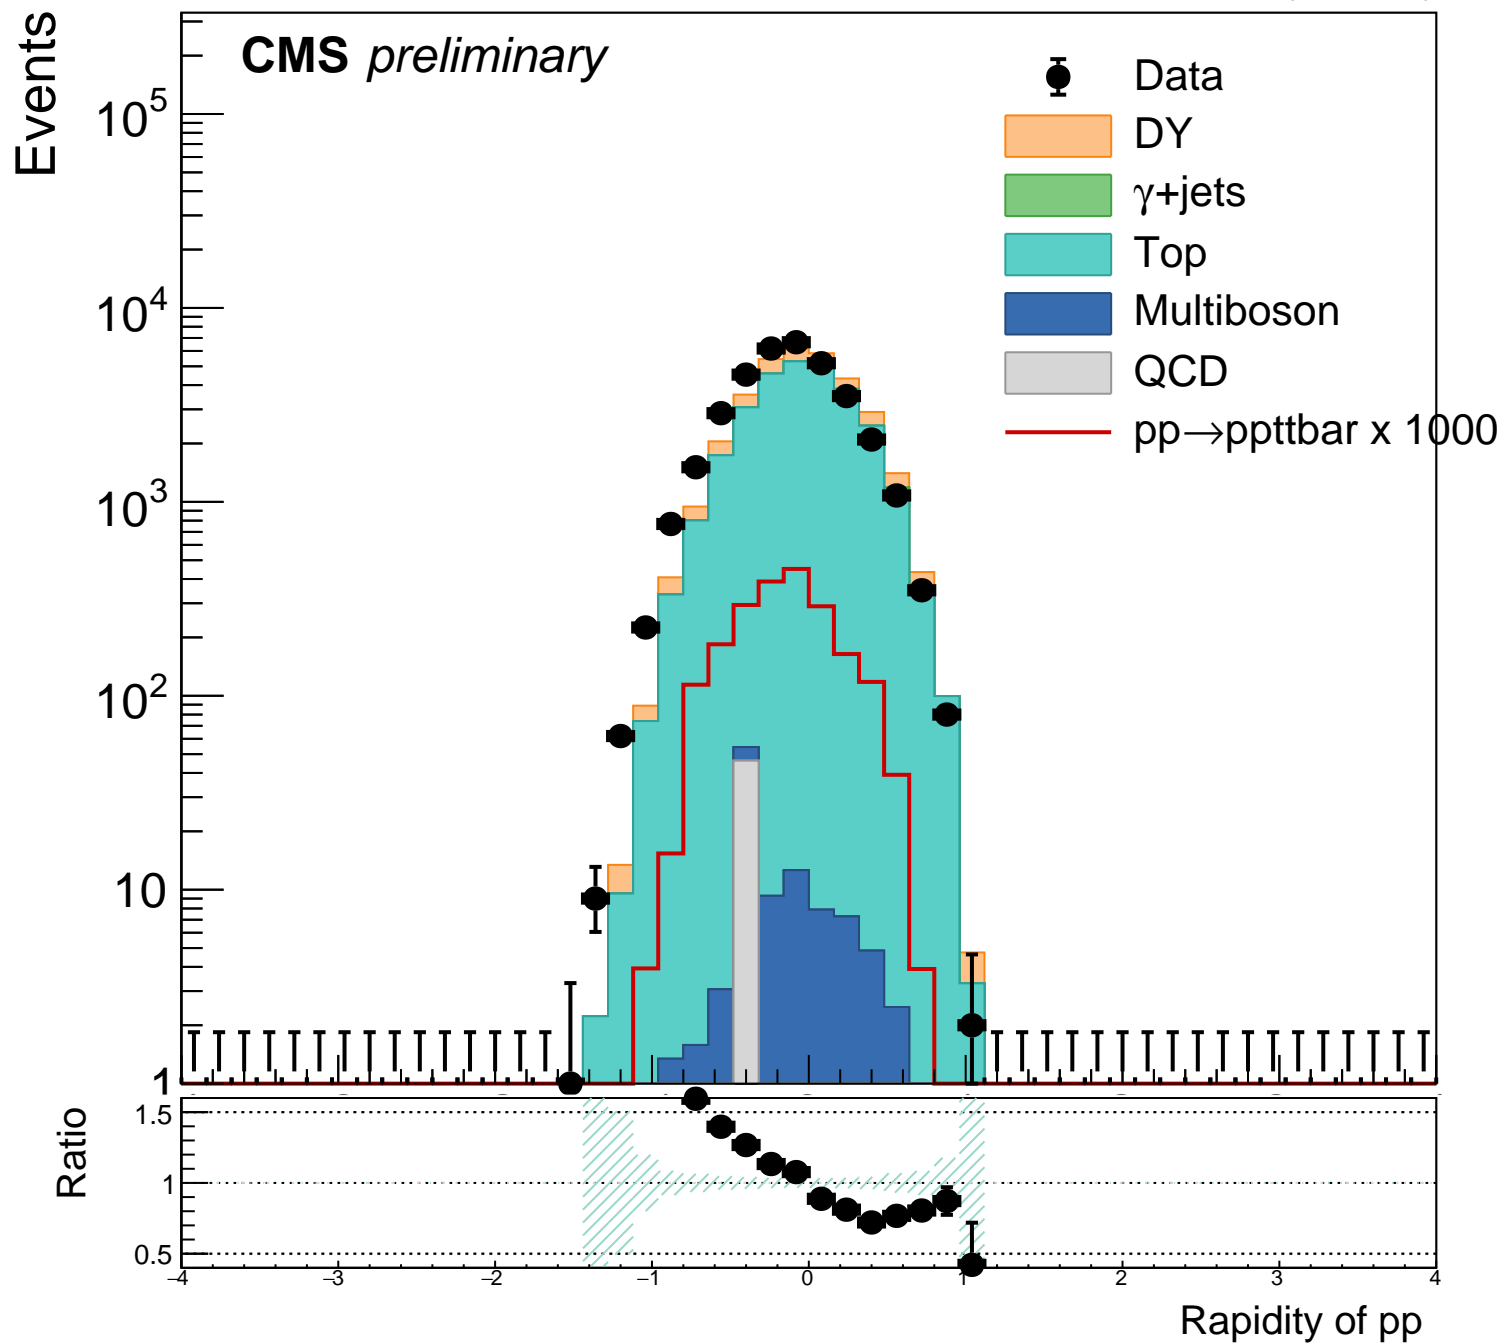 CMS preliminary
Events
Data
DY
γ+jets
Top
Multiboson
QCD
pp→ppttbar x 1000
10^5
10^4
10^3
10^2
10
1
Ratio
1.5
1
0.5
−4 −3 −2 −1 0 1 2 3 4
Rapidity of pp